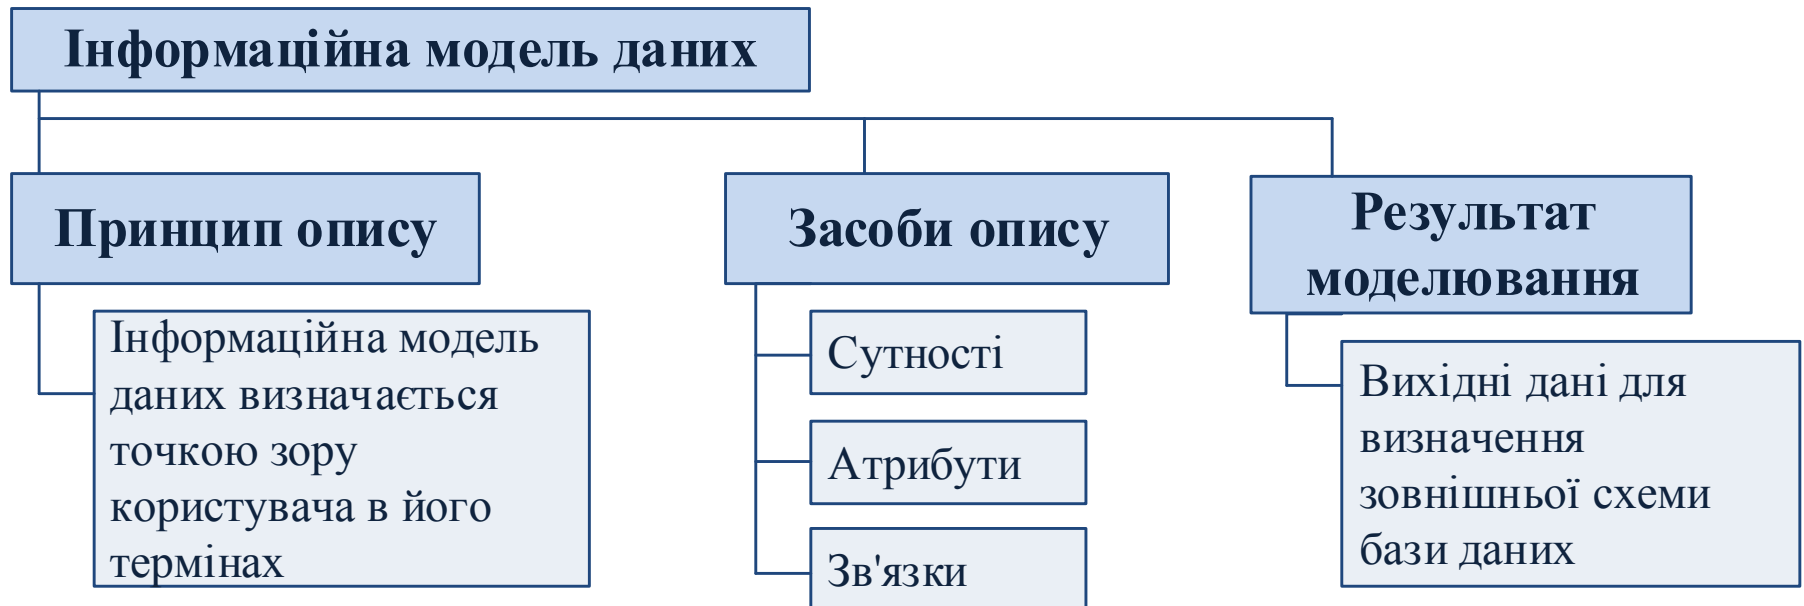 Інформаційна модель даних
Принцип опису
Інформаційна модель
даних визначається
точкою зору
користувача в його
термінах
Засоби опису
Сутності
Атрибути
Зв'язки
Результат
моделювання
Вихідні дані для
визначення
зовнішньої схеми
бази даних